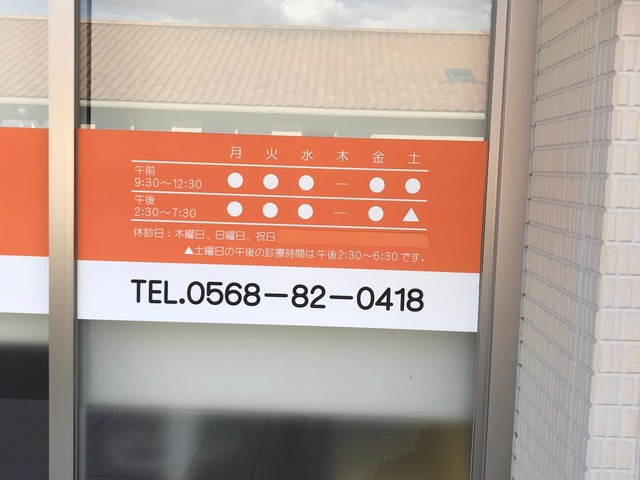 月 火 水 木 金 土
午前
9:30〜12:30 ● ● ● — ● ●
午後
2:30〜7:30 ● ● ● — ● ▲
休診日：木曜日、日曜日、祝日
▲土曜日の午後の診療時間は午後2:30〜6:30です。
TEL.0568−82−0418